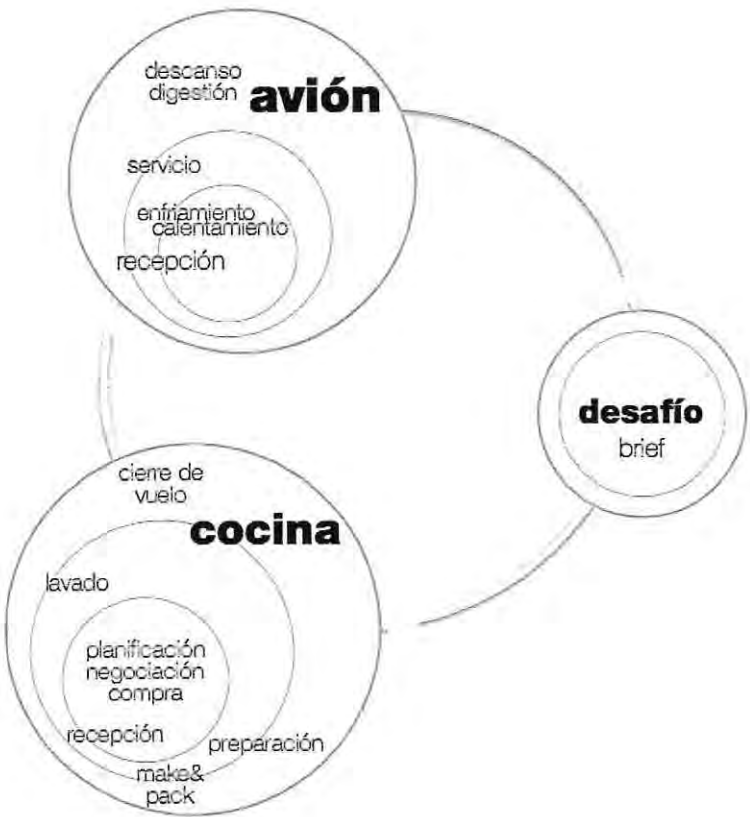 descanso
digestión
avión
servicio
enfriamiento
calentamiento
recepción
desafío
brief
cierre de
vuelo
cocina
lavado
planificación
negociación
compra
recepción
preparación
make&
pack